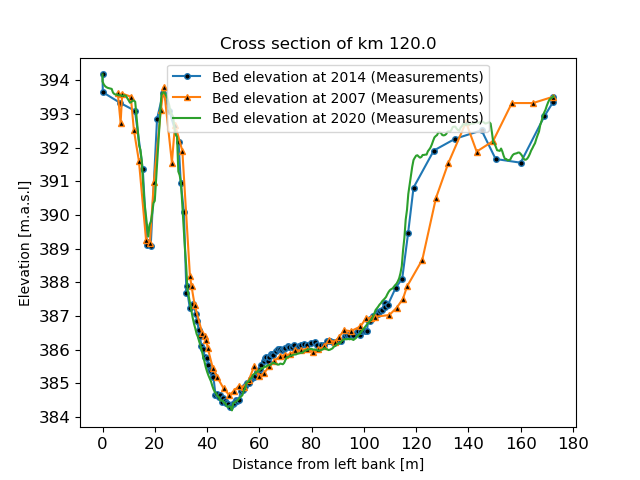 Cross section of km 120.0
Bed elevation at 2014 (Measurements)
Bed elevation at 2007 (Measurements)
Bed elevation at 2020 (Measurements)
Elevation [m.a.s.l]
394
393
392
391
390
389
388
387
386
385
384
0 20 40 60 80 100 120 140 160 180
Distance from left bank [m]